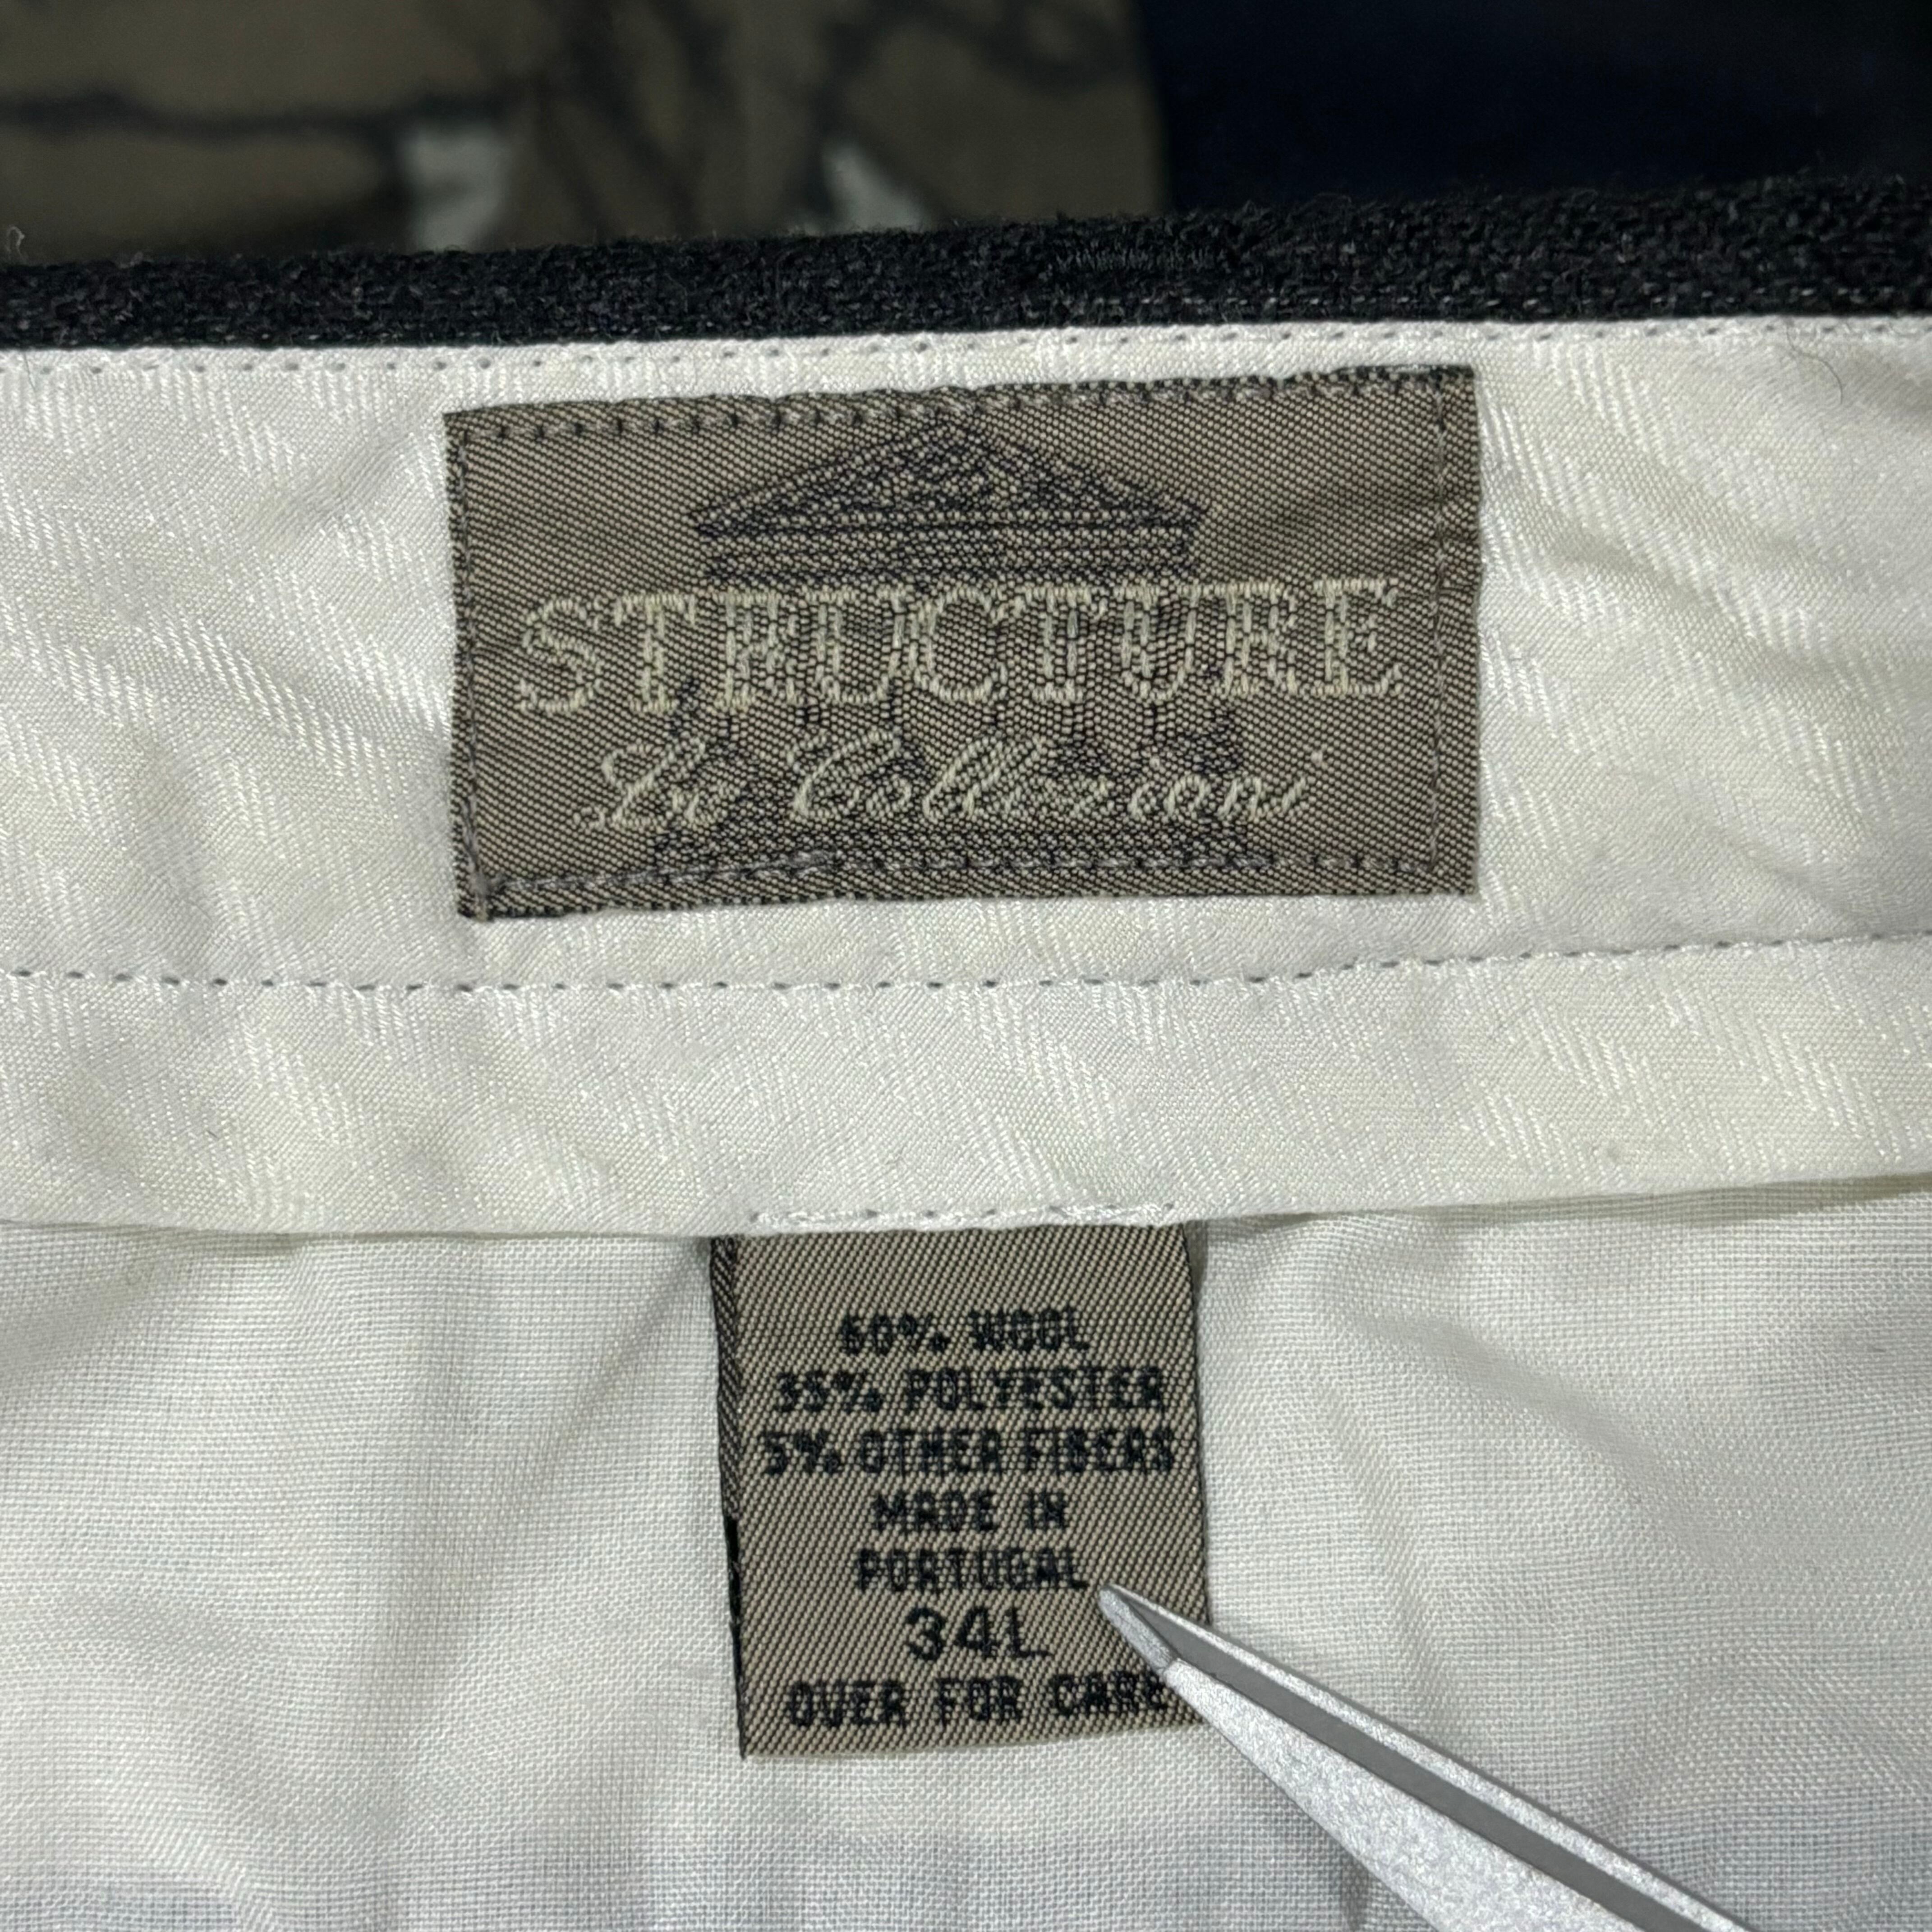 STRUCTURE
Le Collezioni
60% WOOL
35% POLYESTER
5% OTHER FIBERS
MADE IN
PORTUGAL
34L
OVER FOR CARE